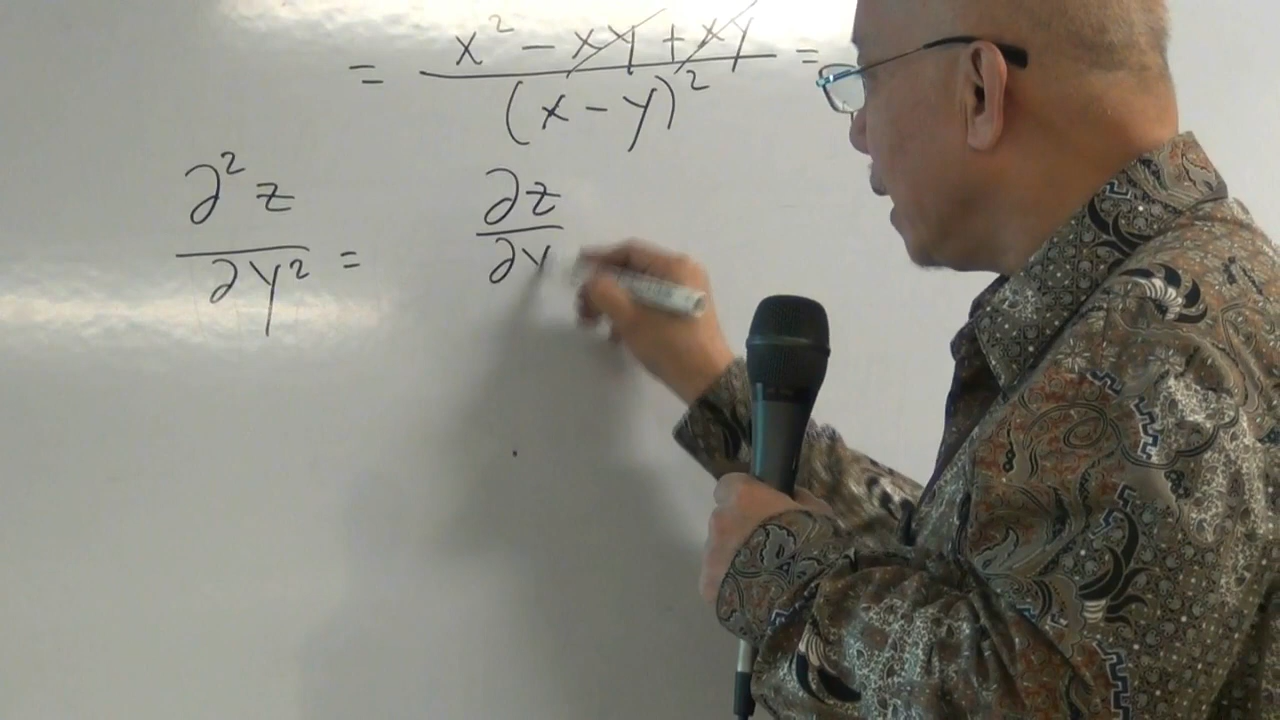 = x² - xy + xy / (x - y)² =
∂²z / ∂y² = ∂z / ∂y